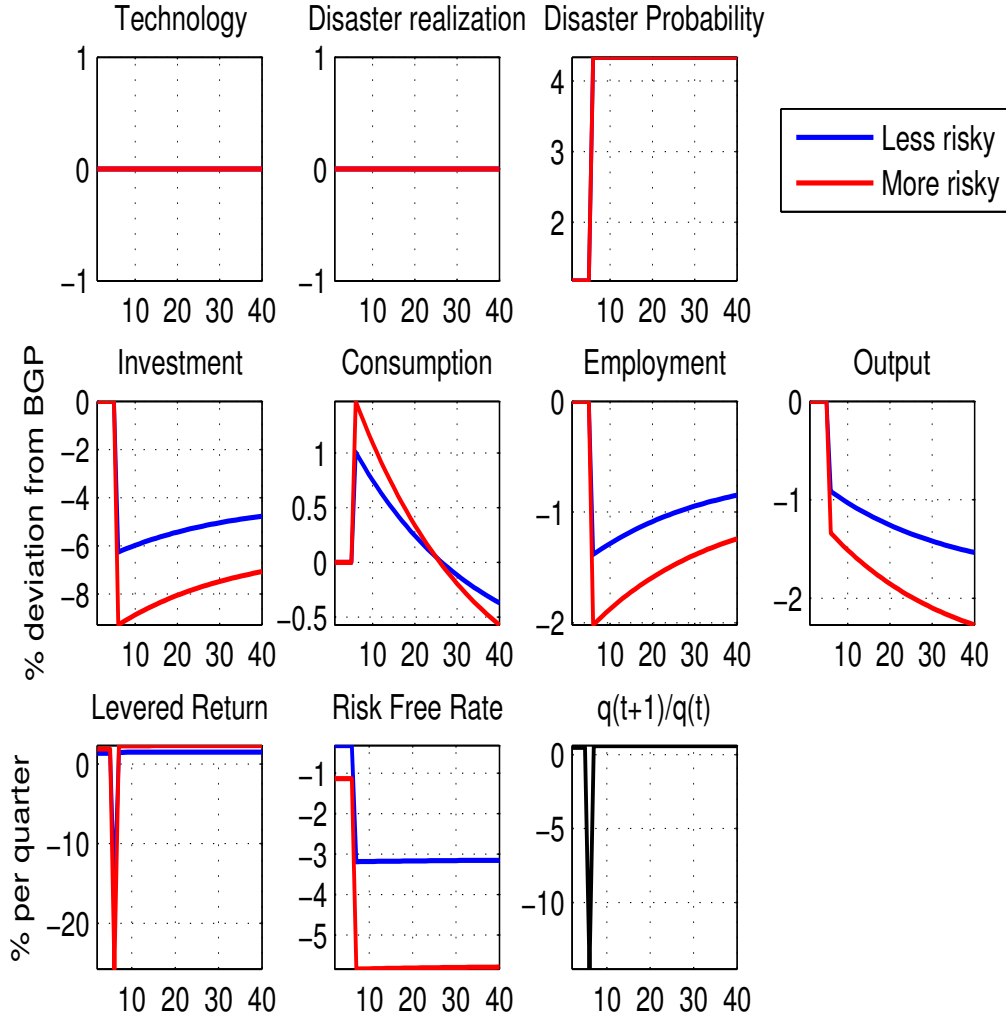 Technology
Disaster realization
Disaster Probability
1
0
−1
10 20 30 40
1
0
−1
10 20 30 40
4
3
2
10 20 30 40
Less risky
More risky
% deviation from BGP
Investment
0
−2
−4
−6
−8
10 20 30 40
Consumption
1
0.5
0
−0.5
10 20 30 40
Employment
0
−1
−2
10 20 30 40
Output
0
−1
−2
10 20 30 40
% per quarter
Levered Return
0
−10
−20
10 20 30 40
Risk Free Rate
−1
−2
−3
−4
−5
10 20 30 40
q(t+1)/q(t)
0
−5
−10
10 20 30 40